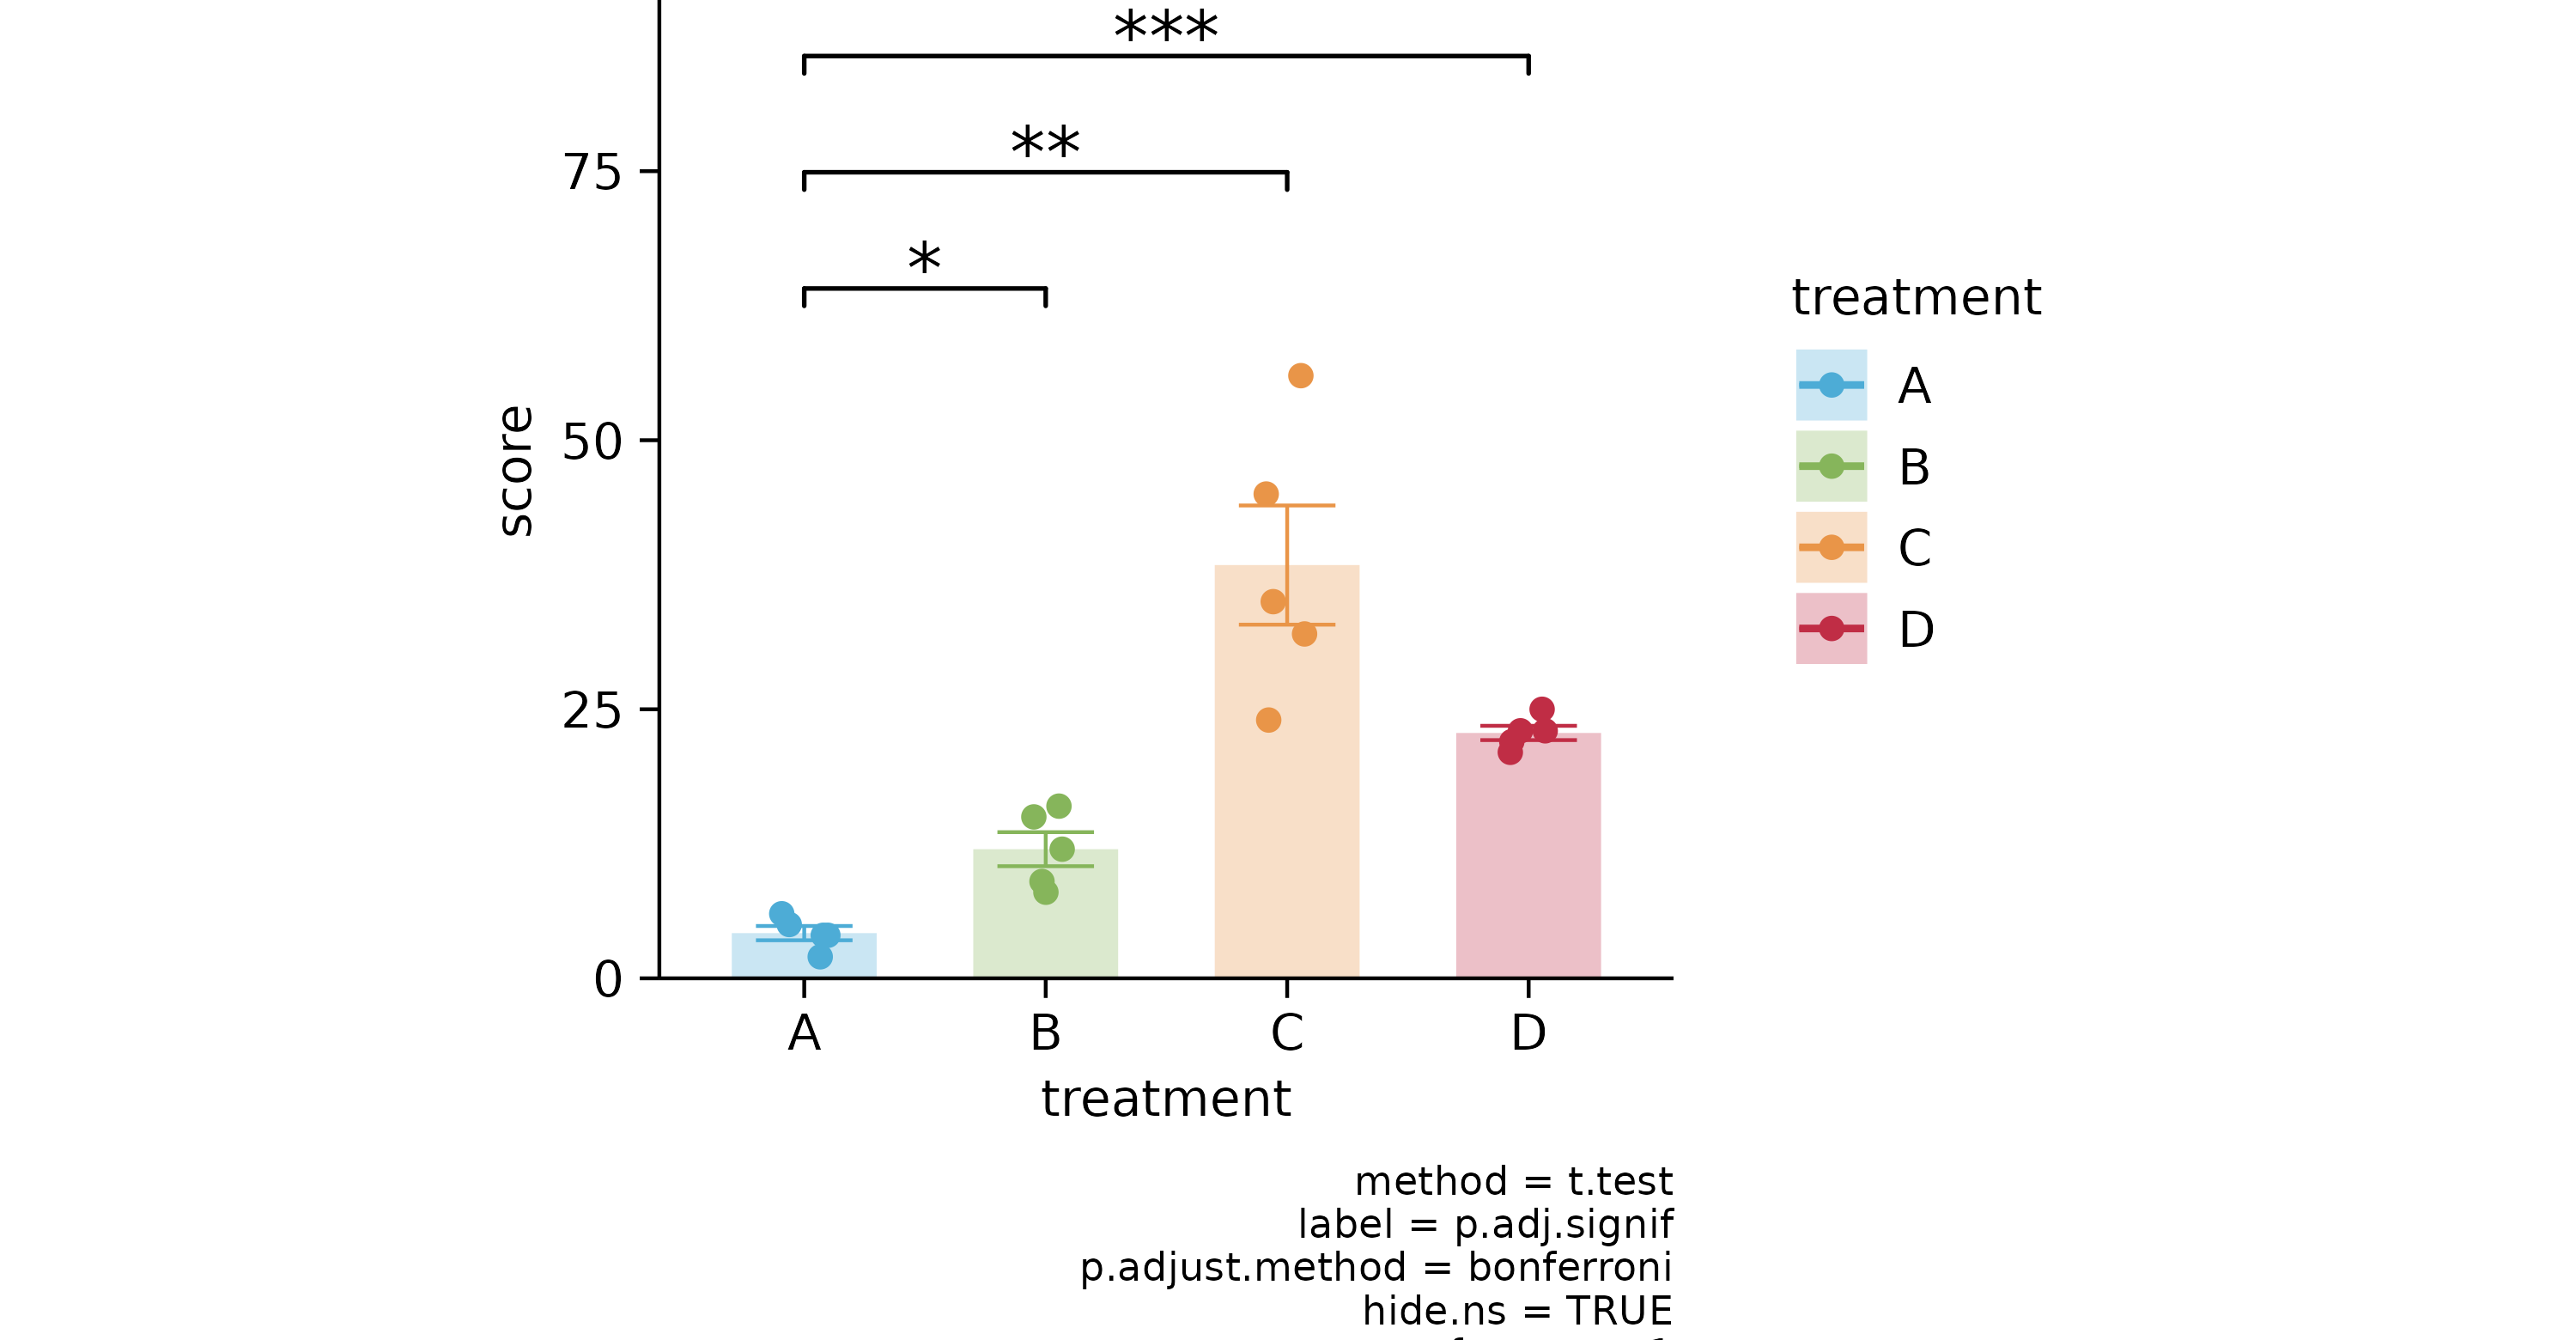 ***
75
**
*
treatment
A
B
C
D
score
50
25
0
A
B
C
D
treatment
method = t.test
label = p.adj.signif
p.adjust.method = bonferroni
hide.ns = TRUE